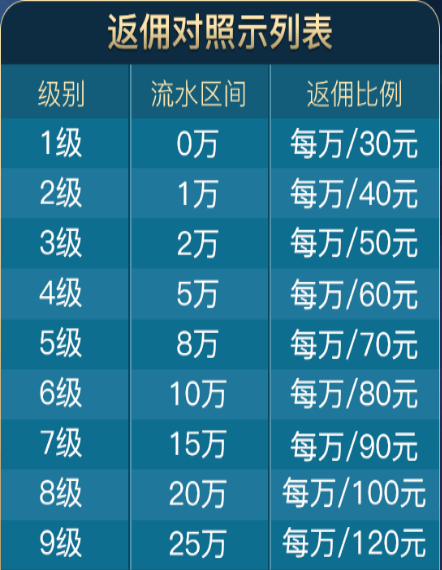 返佣对照示列表
级别 流水区间 返佣比例
1级 0万 每万/30元
2级 1万 每万/40元
3级 2万 每万/50元
4级 5万 每万/60元
5级 8万 每万/70元
6级 10万 每万/80元
7级 15万 每万/90元
8级 20万 每万/100元
9级 25万 每万/120元